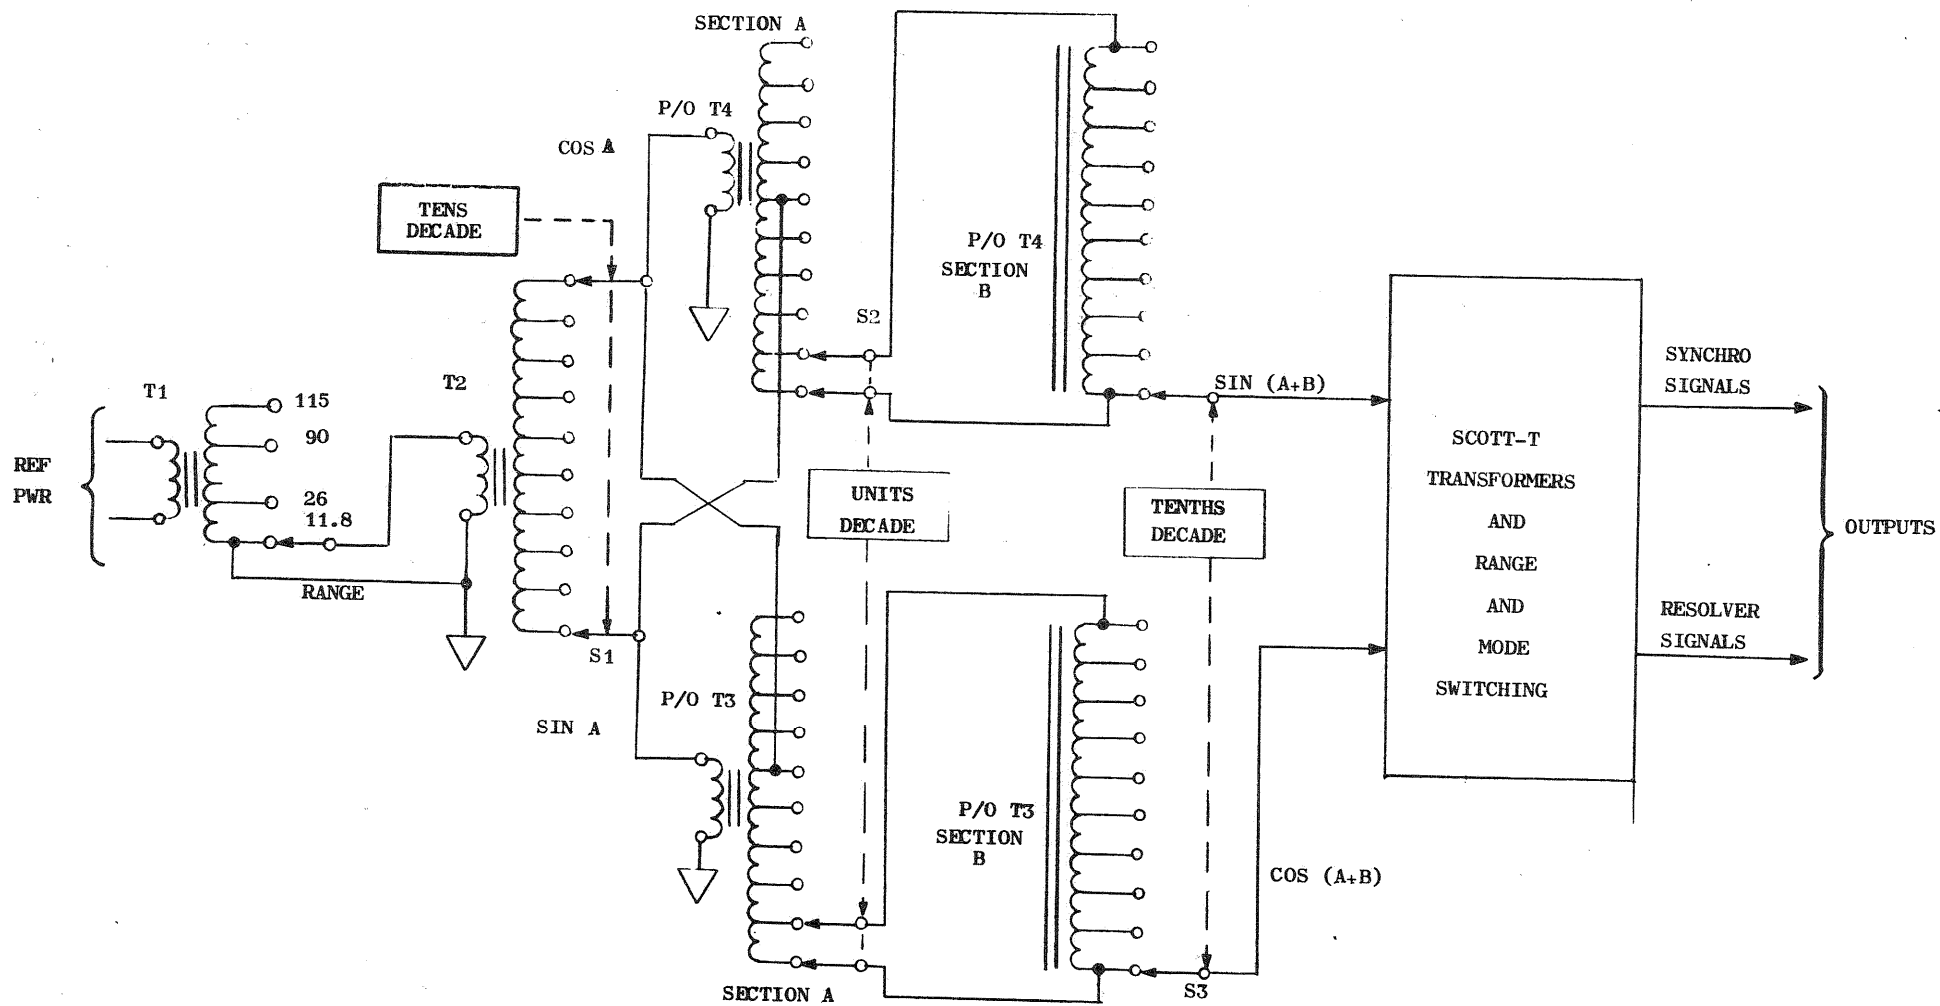 SECTION A
P/O T4
COS A
TENS
DECADE
P/O T4
SECTION
B
S2
T1
115
90
26
11.8
T2
REF
PWR
RANGE
S1
SIN (A+B)
SYNCHRO
SIGNALS
UNITS
DECADE
TENTHS
DECADE
SCOTT-T
TRANSFORMERS
AND
RANGE
AND
MODE
SWITCHING
OUTPUTS
RESOLVER
SIGNALS
P/O T3
SIN A
P/O T3
SECTION
B
COS (A+B)
S3
SECTION A